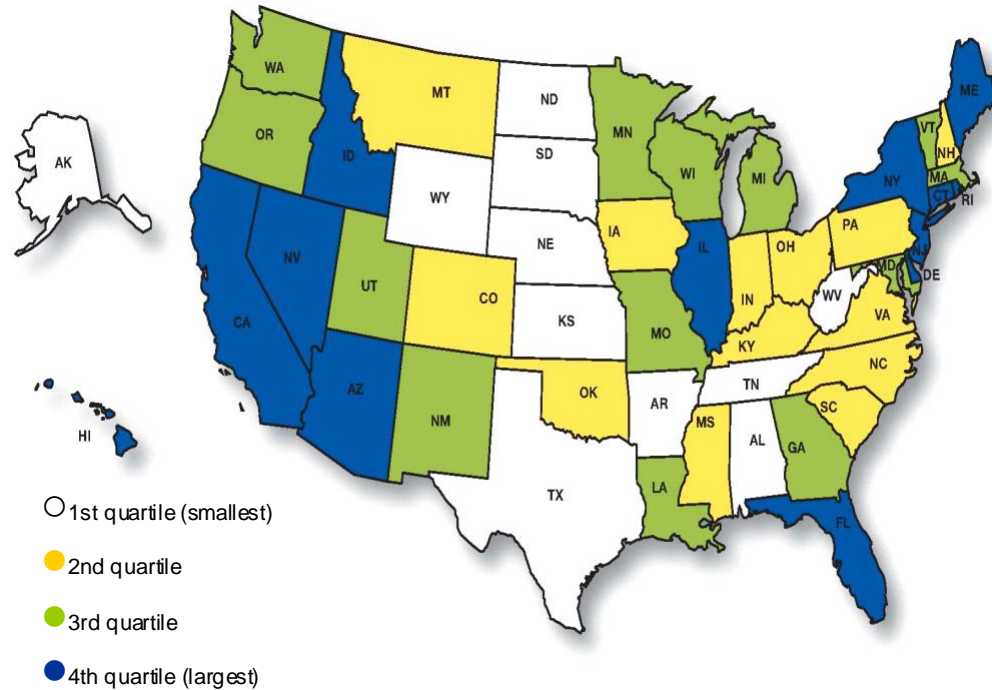 WA
OR
ID
MT
ND
SD
WY
NE
KS
NV
CA
UT
CO
AZ
NM
OK
TX
MN
IA
MO
AR
LA
WI
MI
IL
IN
OH
KY
TN
MS
AL
GA
FL
SC
NC
VA
WV
PA
NY
VT
NH
ME
MA
CT
RI
NJ
MD
DE
AK
HI
1st quartile (smallest)
2nd quartile
3rd quartile
4th quartile (largest)